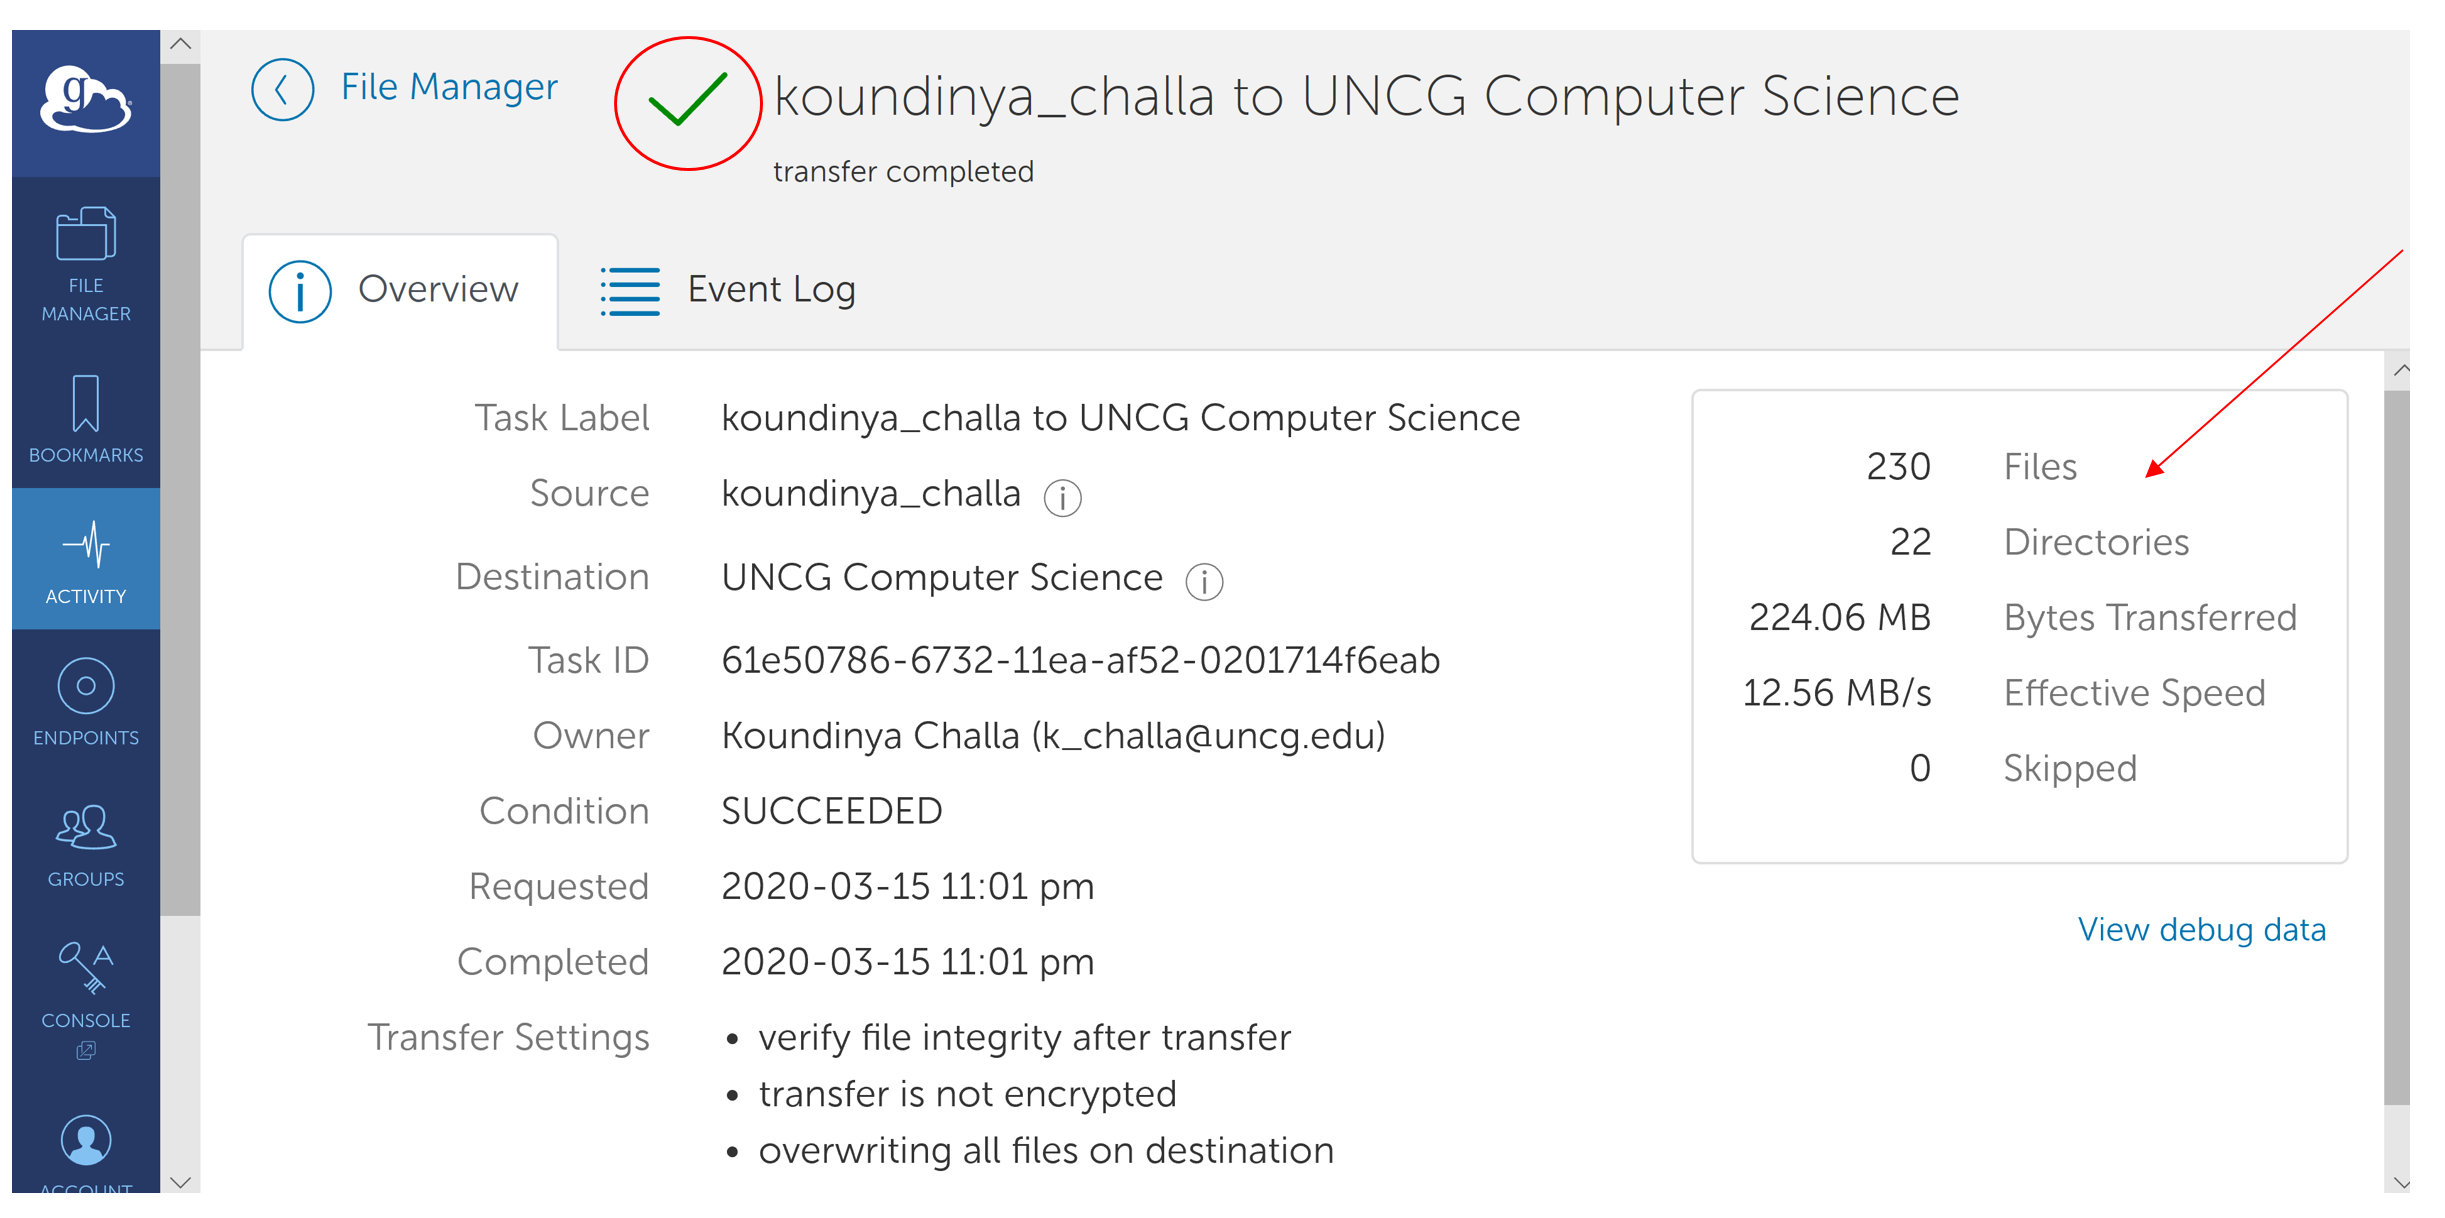 g
FILE
MANAGER
BOOKMARKS
ACTIVITY
ENDPOINTS
GROUPS
CONSOLE
ACCOUNT
File Manager
koundinya_challa to UNCG Computer Science
transfer completed
Overview
Event Log
Task Label koundinya_challa to UNCG Computer Science
Source koundinya_challa
Destination UNCG Computer Science
Task ID 61e50786-6732-11ea-af52-0201714f6eab
Owner Koundinya Challa (k_challa@uncg.edu)
Condition SUCCEEDED
Requested 2020-03-15 11:01 pm
Completed 2020-03-15 11:01 pm
Transfer Settings • verify file integrity after transfer
• transfer is not encrypted
• overwriting all files on destination
230 Files
22 Directories
224.06 MB Bytes Transferred
12.56 MB/s Effective Speed
0 Skipped
View debug data